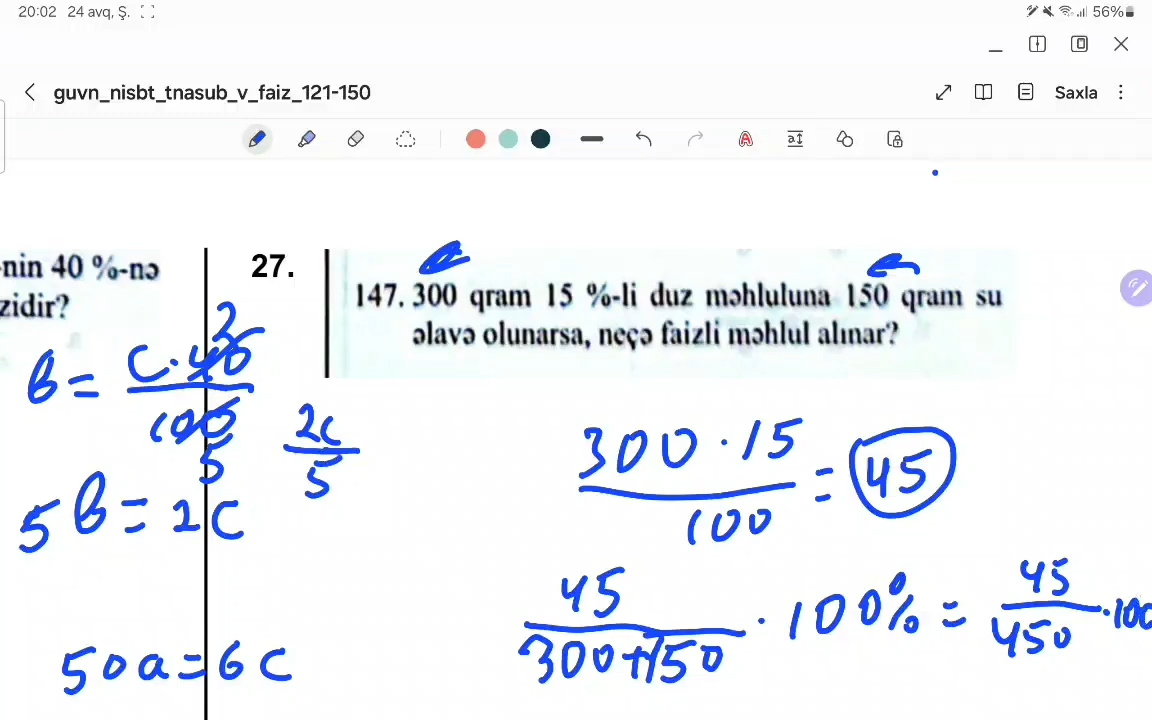 20:02 24 avq, Ş. 56%
guvn_nisbt_tnasub_v_faiz_121-150
Saxla
-nin 40 %-nə
zidir?
27.
147. 300 qram 15 %-li duz məhluluna 150 qram su
əlavə olunarsa, neçə faizli məhlul alınar?
b = c·40/100
2
5
2c/5
5b = 2c
50a = 6c
300·15/100 = 45
45/300+150 · 100% = 45/450 ·100